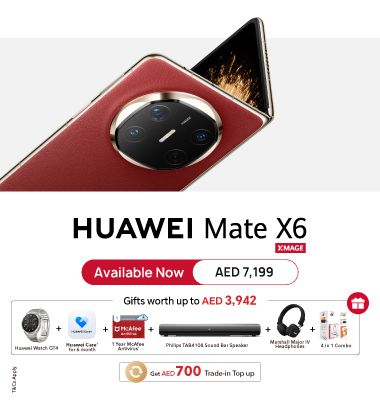 HUAWEI Mate X6
XMAGE
Available Now AED 7,199
Gifts worth up to AED 3,942
McAfee
AntiVirus
HUAWEI Watch GT4
Huawei Care+
for 6 month
1 Year McAfee
Antivirus
Philips TAB4108 Sound Bar Speaker
Marshall Major IV
Headphones
4 in 1 Combo
Get AED 700 Trade-in Top up
T&Cs Apply